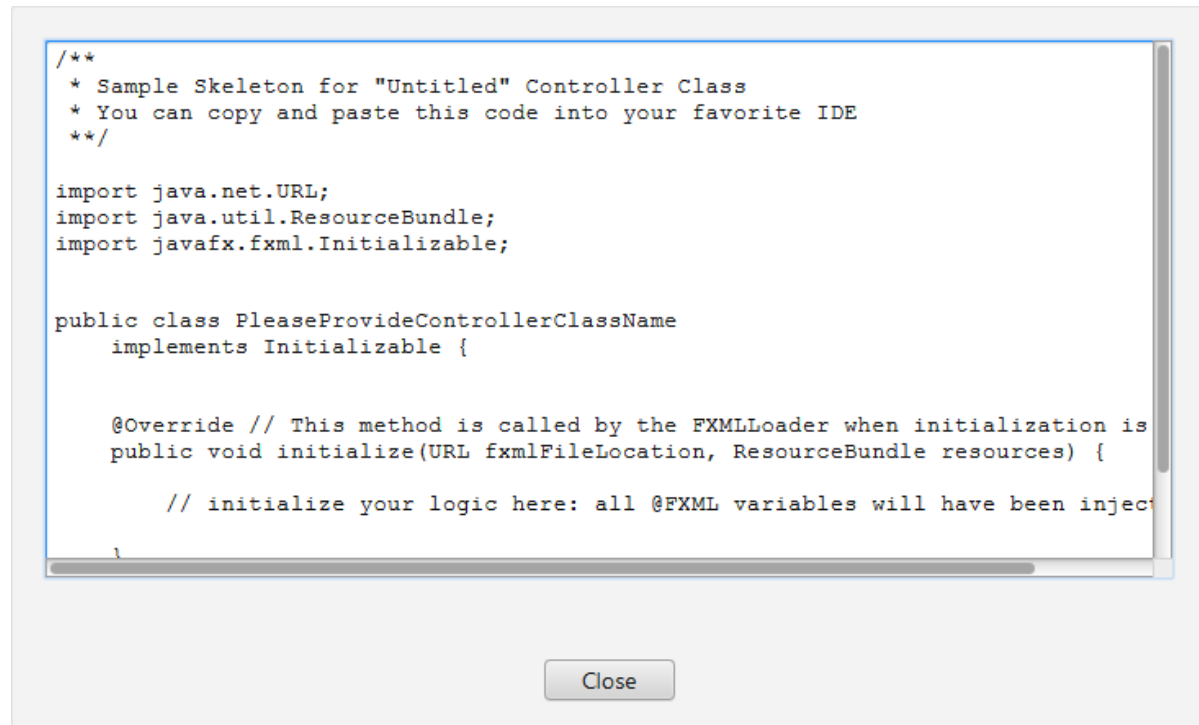 /**
 * Sample Skeleton for "Untitled" Controller Class
 * You can copy and paste this code into your favorite IDE
 **/
import java.net.URL;
import java.util.ResourceBundle;
import javafx.fxml.Initializable;
public class PleaseProvideControllerClassName
    implements Initializable {
    @Override // This method is called by the FXMLLoader when initialization is
    public void initialize(URL fxmlFileLocation, ResourceBundle resources) {
        // initialize your logic here: all @FXML variables will have been inject
    }
Close